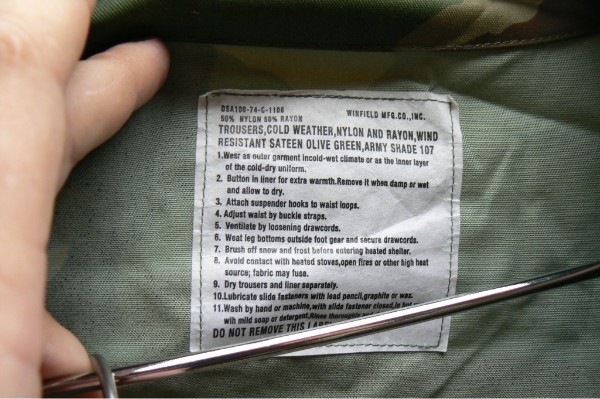 DSA100-74-C-1186 WINFIELD MFG.CO.,INC.
50% NYLON 50% RAYON
TROUSERS,COLD WEATHER,NYLON AND RAYON,WIND
RESISTANT SATEEN OLIVE GREEN,ARMY SHADE 107
1.Wear as outer garment incold-wet climate or as the inner layer
of the cold-dry uniform.
2. Button in liner for extra warmth.Remove it when damp or wet
and allow to dry.
3. Attach suspender hooks to waist loops.
4. Adjust waist by buckle straps.
5. Ventilate by loosening drawcords.
6. Weat leg bottoms outside foot gear and secure drawcords.
7. Brush off snow and frost before entering heated shelter.
8. Avoid contact with heated stoves,open fires or other high heat
source; fabric may fuse.
9. Dry trousers and liner separately.
10.Lubricate slide fasteners with lead pencil,graphite or wax.
11.Wash by hand or machine,with slide fastener closed,in
wih mild soap or detergent.Rinse thoroughly
DO NOT REMOVE THIS LABEL